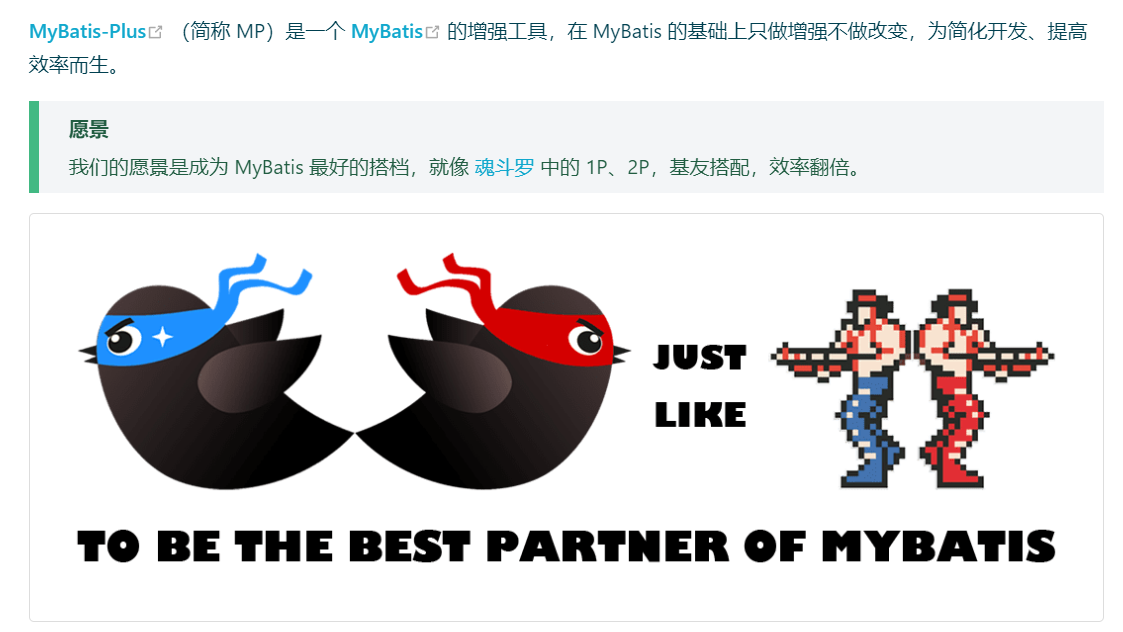 MyBatis-Plus （简称 MP）是一个 MyBatis 的增强工具，在 MyBatis 的基础上只做增强不做改变，为简化开发、提高
效率而生。
愿景
我们的愿景是成为 MyBatis 最好的搭档，就像 魂斗罗 中的 1P、2P，基友搭配，效率翻倍。
JUST
LIKE
TO BE THE BEST PARTNER OF MYBATIS